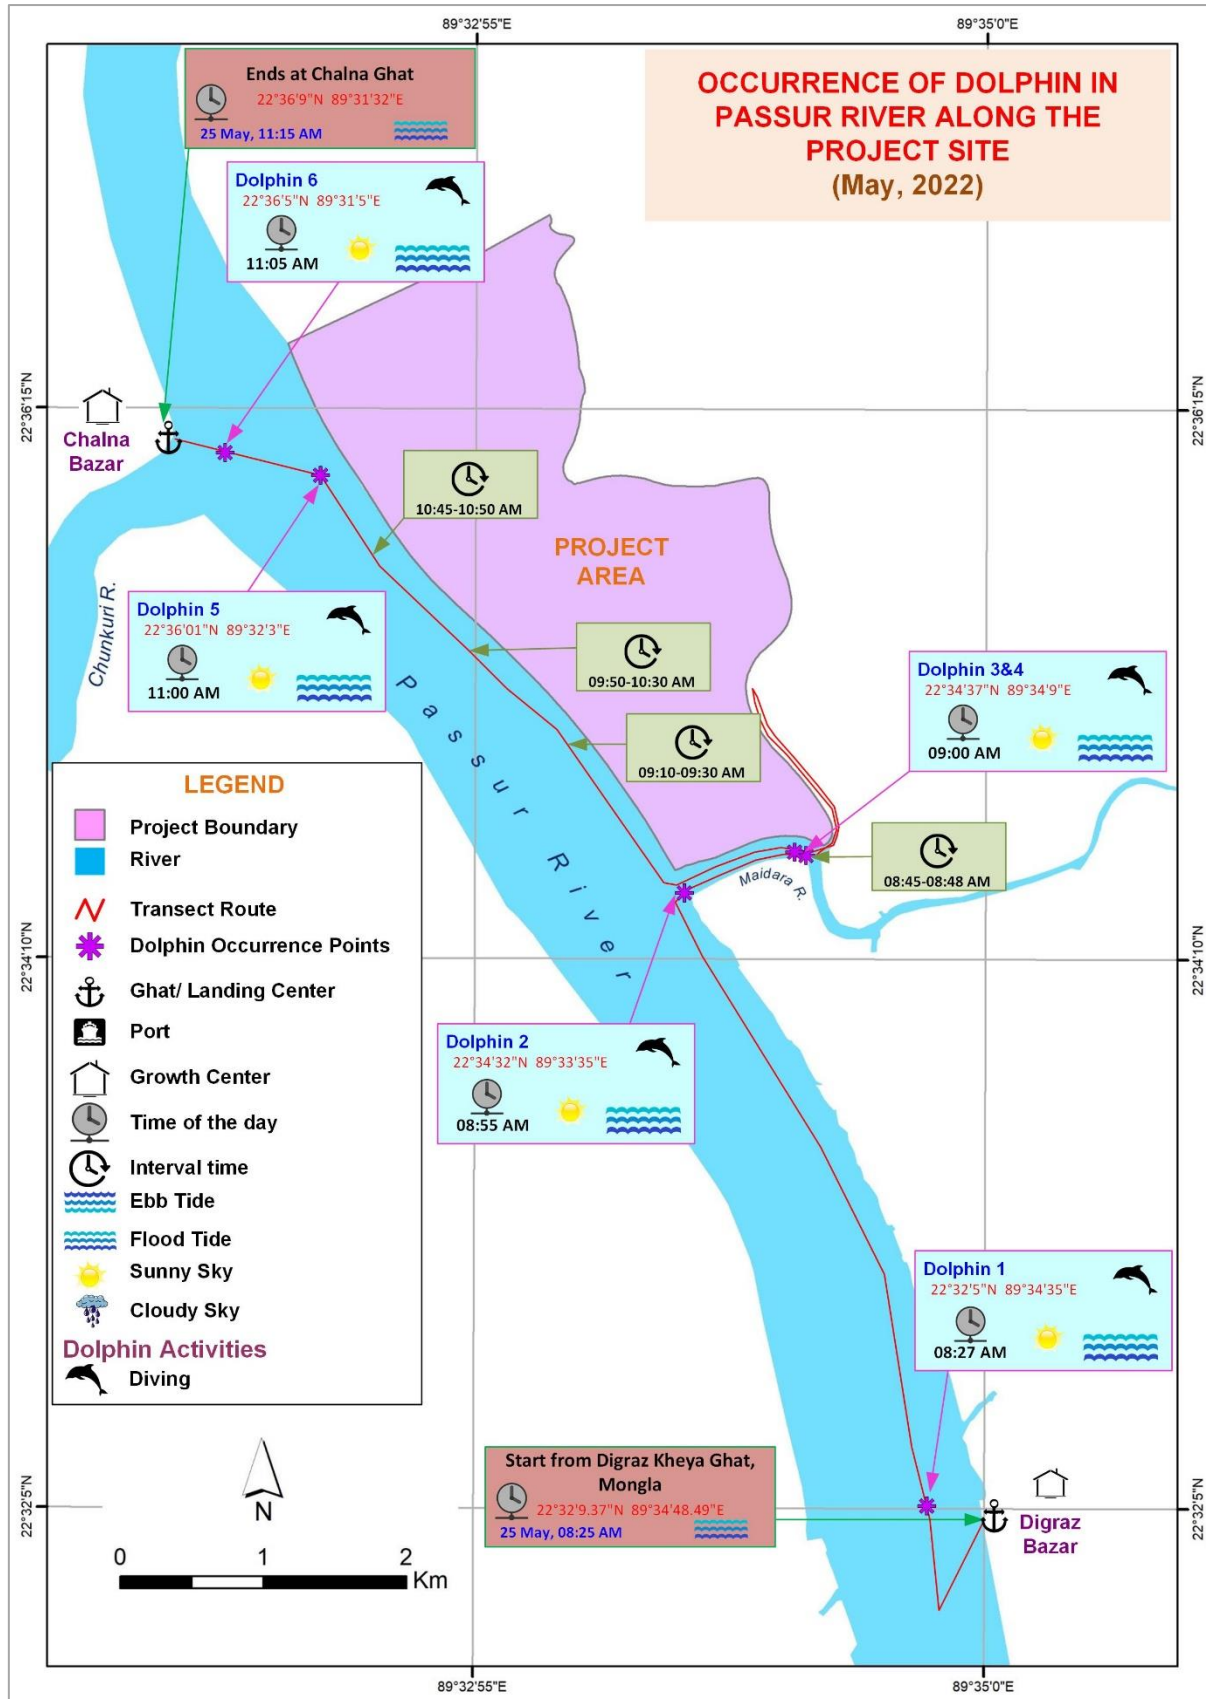 89°32'55"E
89°35'0"E
OCCURRENCE OF DOLPHIN IN
PASSUR RIVER ALONG THE
PROJECT SITE
(May, 2022)
Ends at Chalna Ghat
22°36'9"N 89°31'32"E
25 May, 11:15 AM
Dolphin 6
22°36'5"N 89°31'5"E
11:05 AM
22°36'15"N
22°36'15"N
Chalna
Bazar
10:45-10:50 AM
PROJECT
AREA
Chunkuri R.
Dolphin 5
22°36'01"N 89°32'3"E
11:00 AM
09:50-10:30 AM
Dolphin 3&4
22°34'37"N 89°34'9"E
09:00 AM
09:10-09:30 AM
Passur River
08:45-08:48 AM
Maidara R.
22°34'10"N
22°34'10"N
LEGEND
Project Boundary
River
Transect Route
Dolphin Occurrence Points
Ghat/ Landing Center
Port
Growth Center
Time of the day
Interval time
Ebb Tide
Flood Tide
Sunny Sky
Cloudy Sky
Dolphin Activities
Diving
Dolphin 2
22°34'32"N 89°33'35"E
08:55 AM
Dolphin 1
22°32'5"N 89°34'35"E
08:27 AM
Start from Digraz Kheya Ghat,
Mongla
22°32'9.37"N 89°34'48.49"E
25 May, 08:25 AM
22°32'5"N
22°32'5"N
Digraz
Bazar
N
0 1 2
Km
89°32'55"E
89°35'0"E